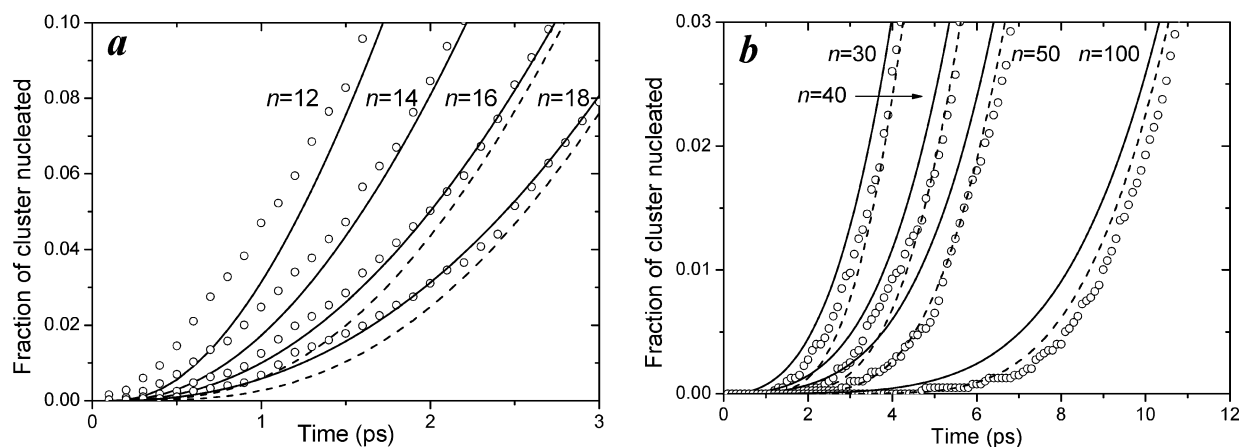 a
Fraction of cluster nucleated
0.10
0.08
0.06
0.04
0.02
0.00
n=12
n=14
n=16
n=18
0
1
2
3
Time (ps)
b
Fraction of cluster nucleated
0.03
0.02
0.01
0.00
n=30
n=40
n=50
n=100
0
2
4
6
8
10
12
Time (ps)